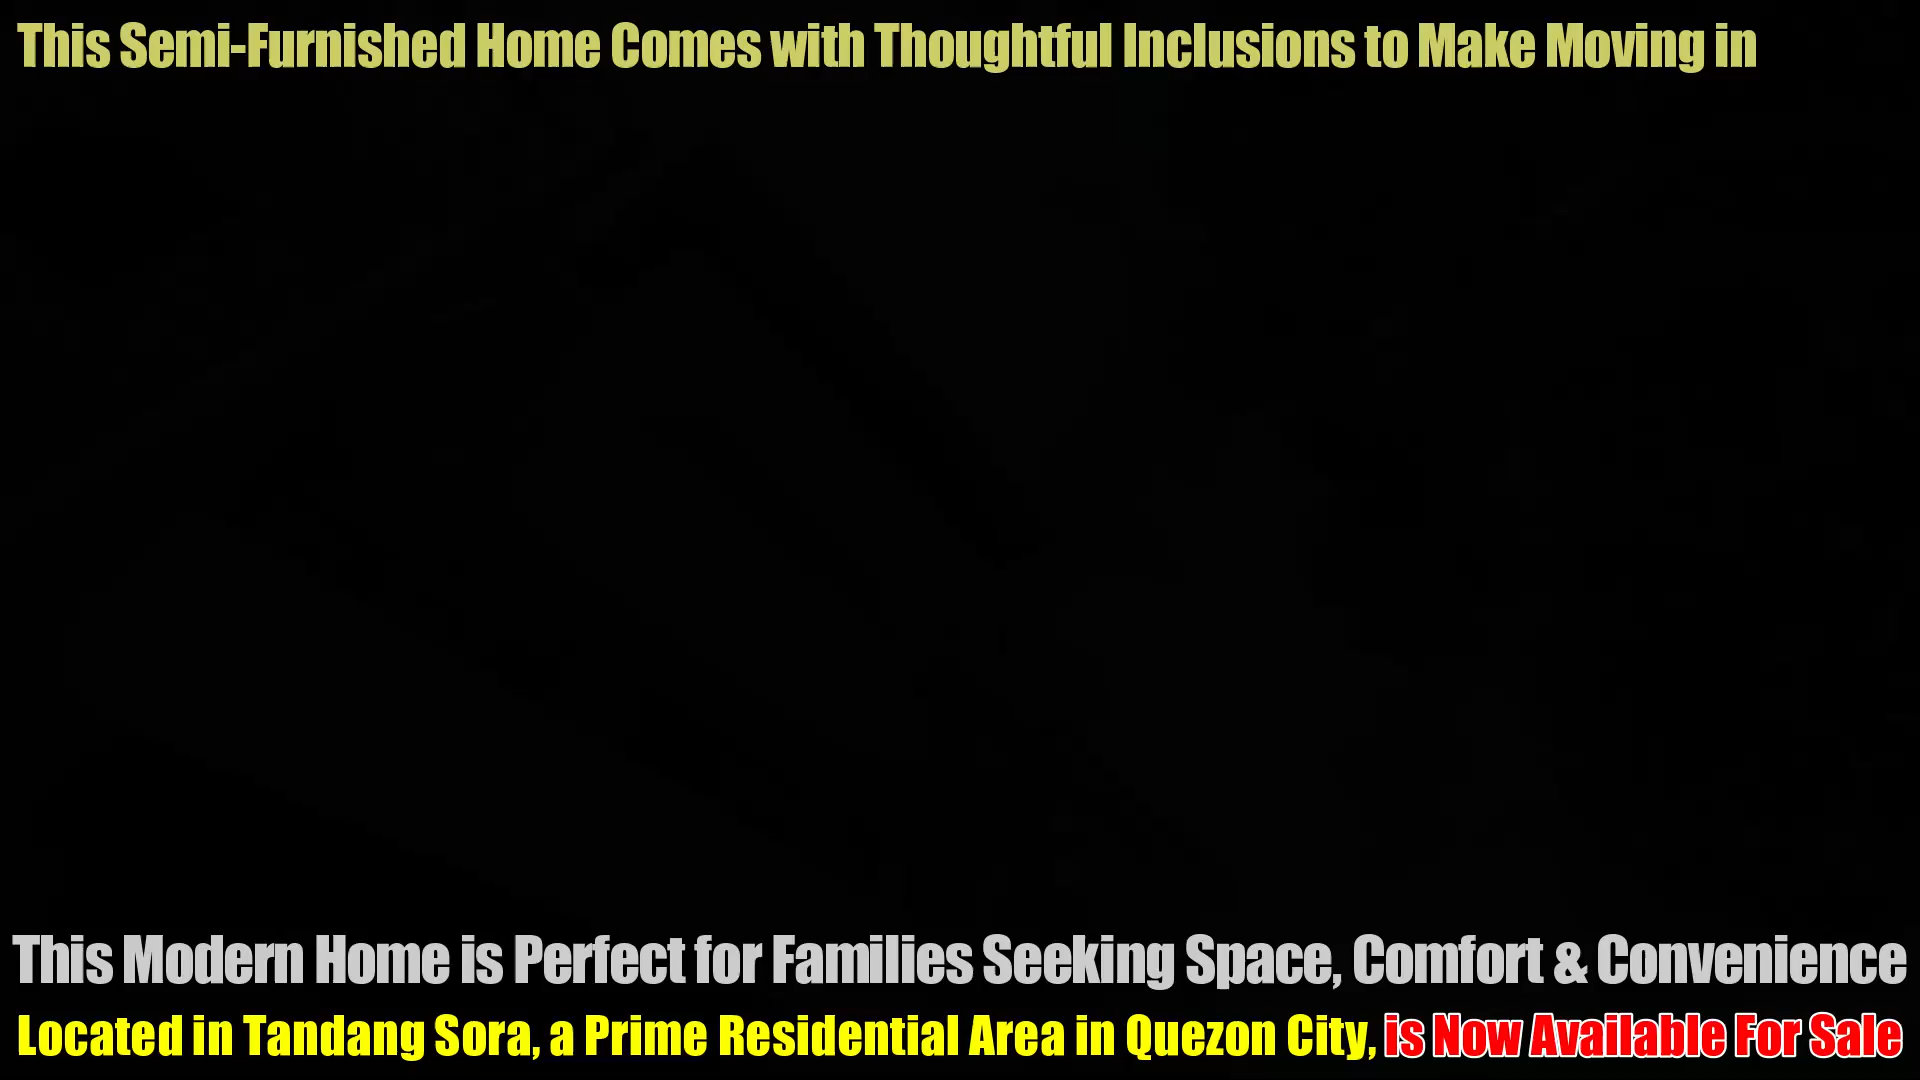 This Semi-Furnished Home Comes with Thoughtful Inclusions to Make Moving in
This Modern Home is Perfect for Families Seeking Space, Comfort & Convenience
Located in Tandang Sora, a Prime Residential Area in Quezon City, is Now Available For Sale